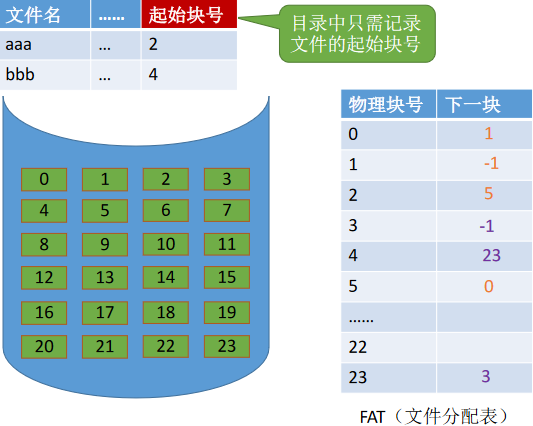 文件名 …… 起始块号
aaa … 2
bbb … 4
目录中只需记录
文件的起始块号
0 1 2 3
4 5 6 7
8 9 10 11
12 13 14 15
16 17 18 19
20 21 22 23
物理块号 下一块
0 1
1 -1
2 5
3 -1
4 23
5 0
……
22
23 3
FAT（文件分配表）